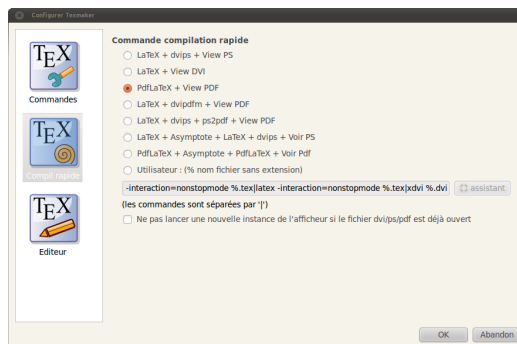 Configurer Texmaker
Commande compilation rapide
LaTeX + dvips + View PS
LaTeX + View DVI
PdfLaTeX + View PDF
LaTeX + dvipdfm + View PDF
LaTeX + dvips + ps2pdf + View PDF
LaTeX + Asymptote + LaTeX + dvips + Voir PS
PdfLaTeX + Asymptote + PdfLaTeX + Voir Pdf
Utilisateur : (% nom fichier sans extension)
-interaction=nonstopmode %.tex|latex -interaction=nonstopmode %.tex|xdvi %.dvi
assistant
(les commandes sont séparées par '|')
Ne pas lancer une nouvelle instance de l'afficheur si le fichier dvi/ps/pdf est déjà ouvert
TEX
Commandes
TEX
Compil rapide
TEX
Editeur
OK
Abandon